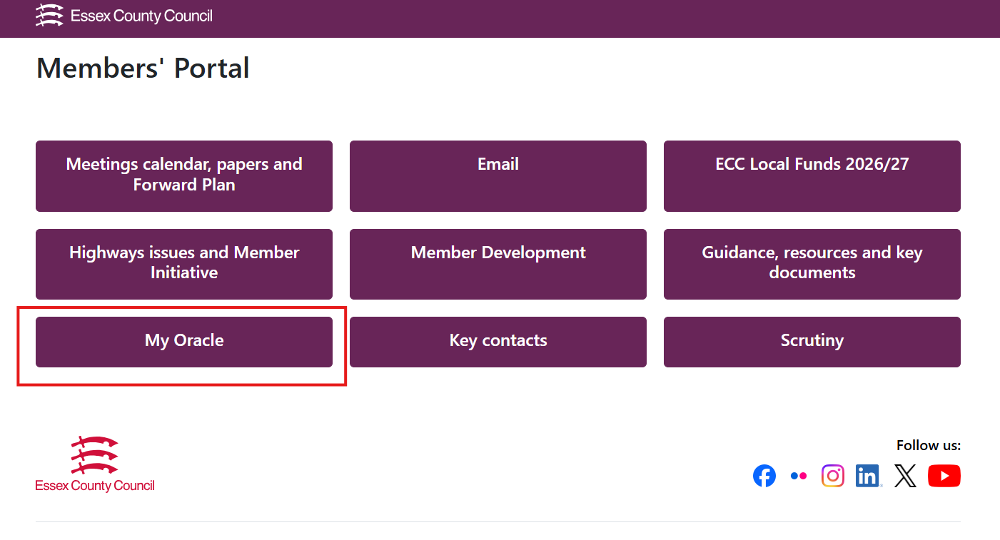 Essex County Council
Members' Portal
Meetings calendar, papers and
Forward Plan
Email
ECC Local Funds 2026/27
Highways issues and Member
Initiative
Member Development
Guidance, resources and key
documents
My Oracle
Key contacts
Scrutiny
Essex County Council
Follow us: